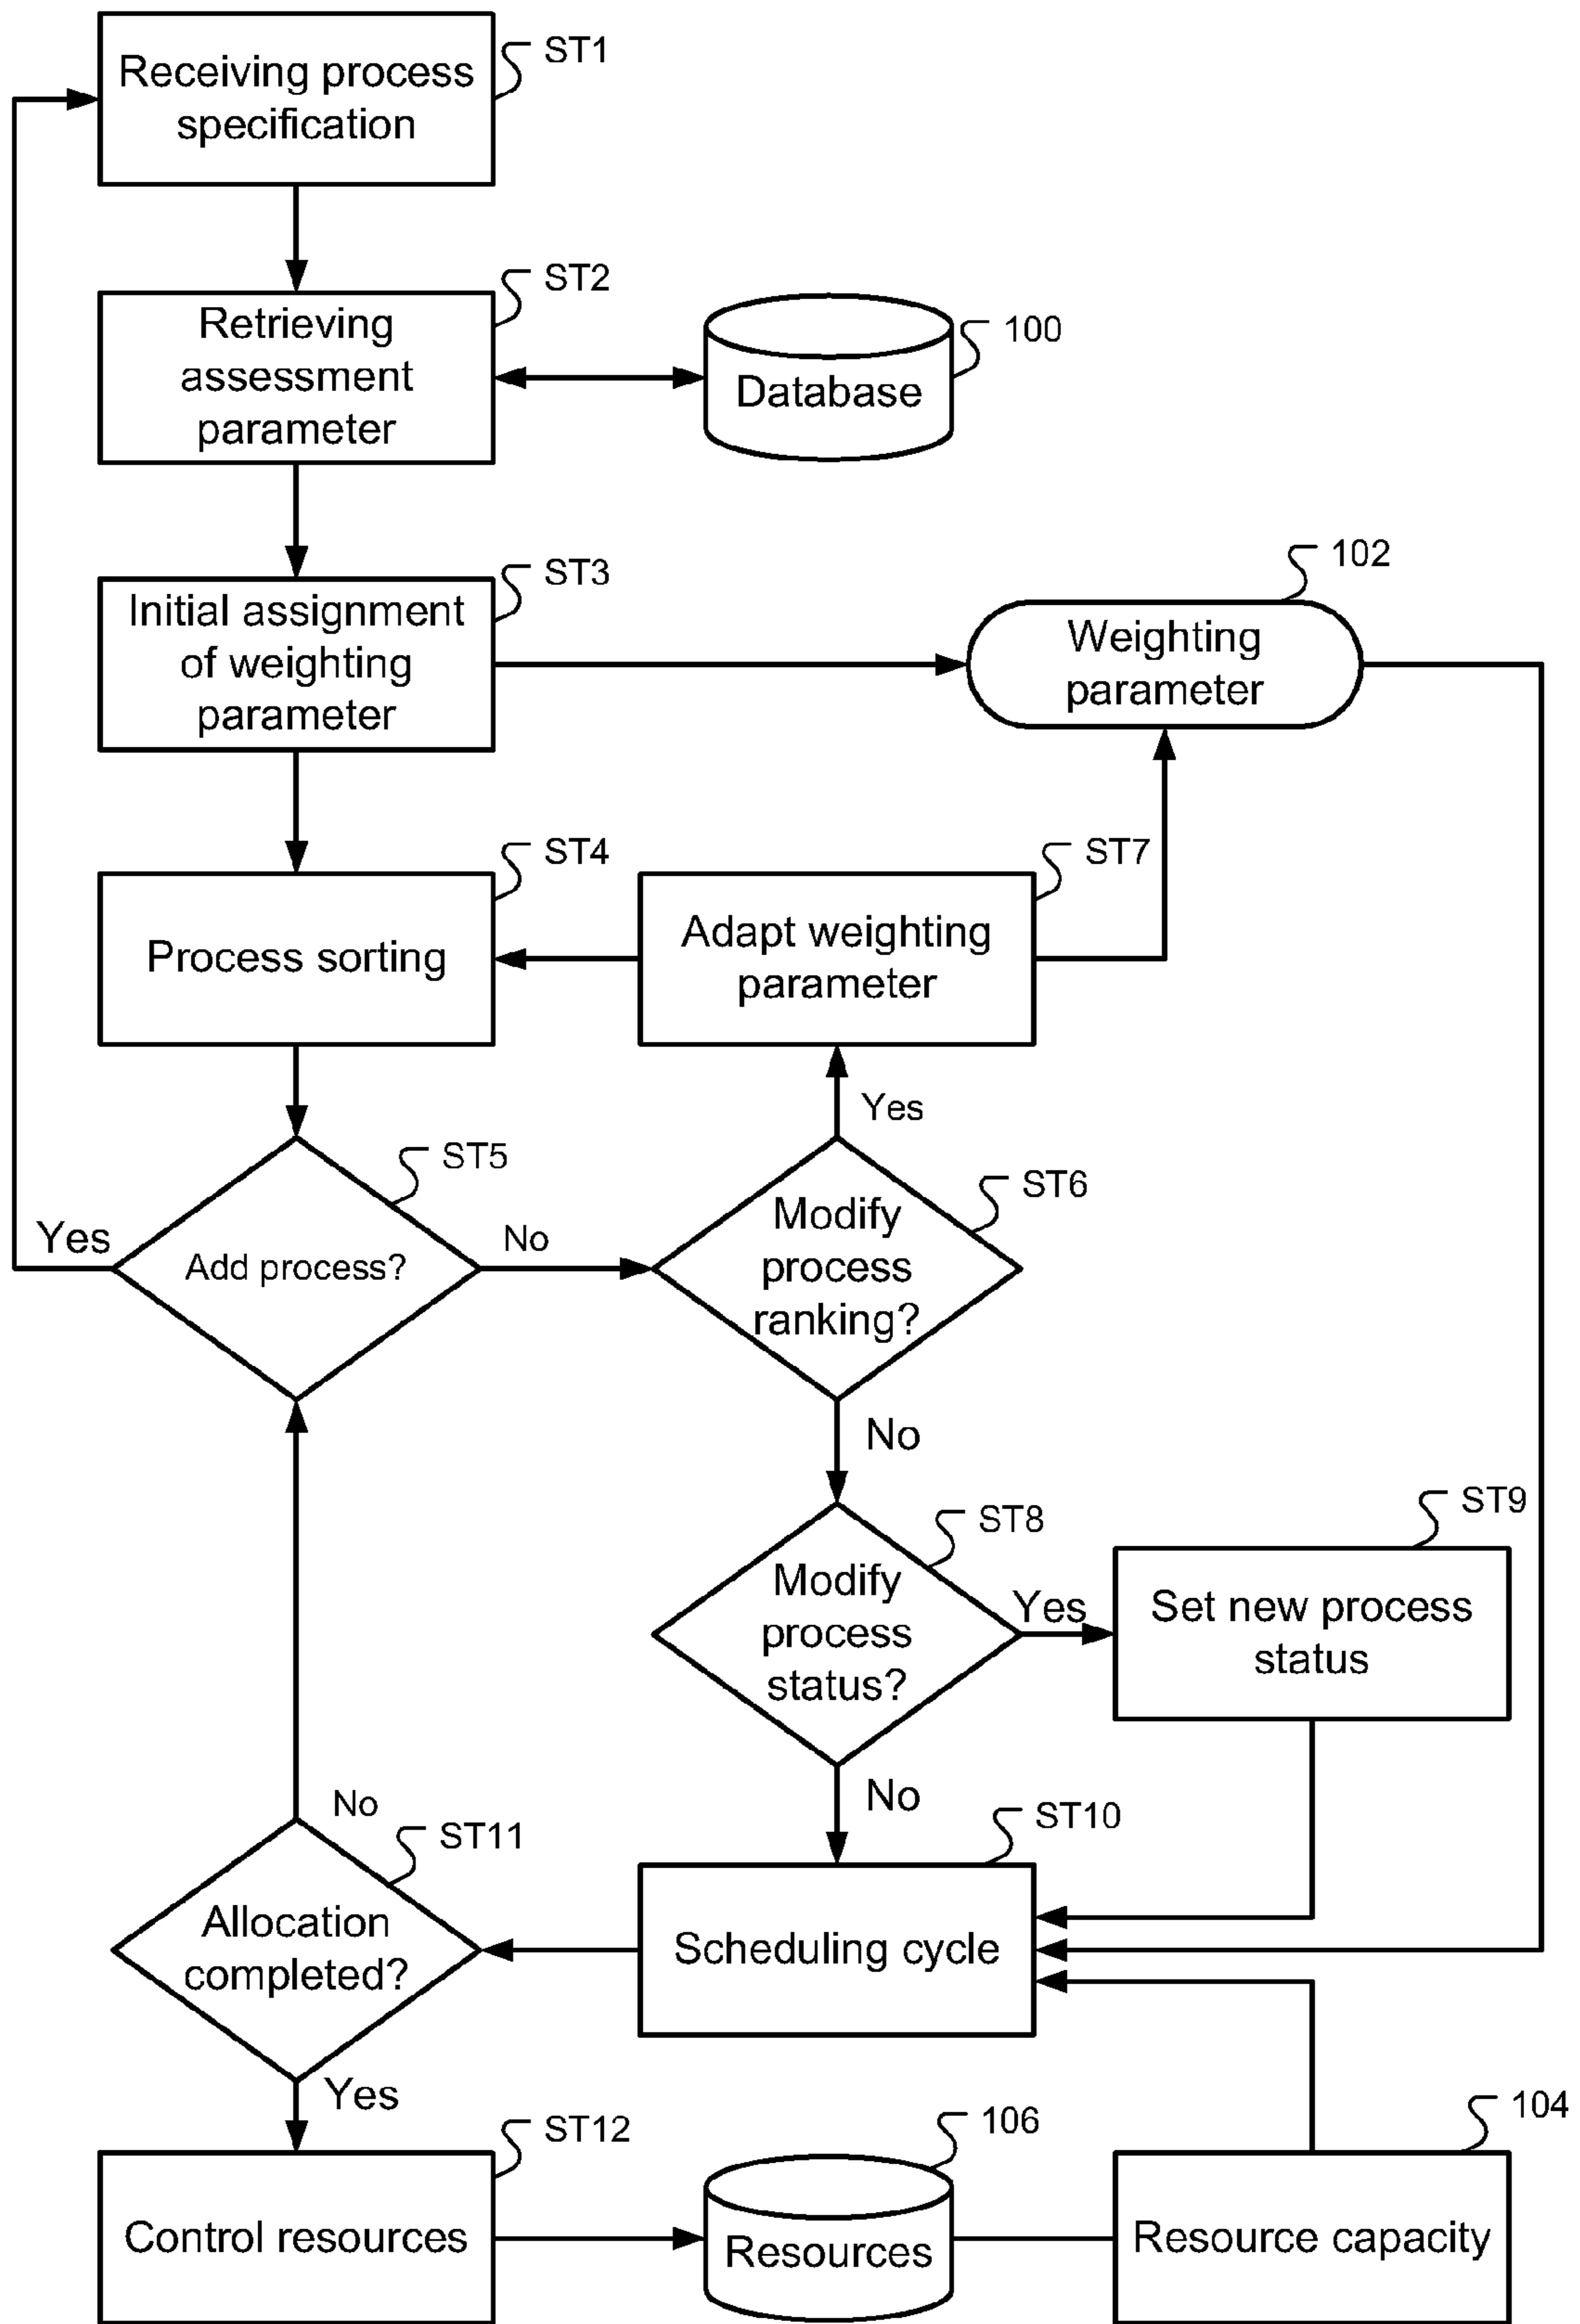 Receiving process
specification
ST1
Retrieving
assessment
parameter
ST2
Database
100
Initial assignment
of weighting
parameter
ST3
Weighting
parameter
102
Process sorting
ST4
Adapt weighting
parameter
ST7
Yes
Add process?
ST5
Yes
No
Modify
process
ranking?
ST6
No
Modify
process
status?
ST8
Yes
Set new process
status
ST9
No
Scheduling cycle
ST10
No
Allocation
completed?
ST11
Yes
Control resources
ST12
Resources
106
Resource capacity
104